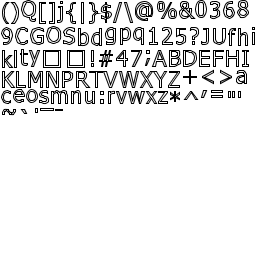 ()Q[]j{|}$/\@%&0368
9CGOSbdgpq125?JUfhi
klty□□!#47;ABDEFHI
KLMNPRTVWXYZ+<>a
ceosmnu:rvwxz*^,=""'
~`'––